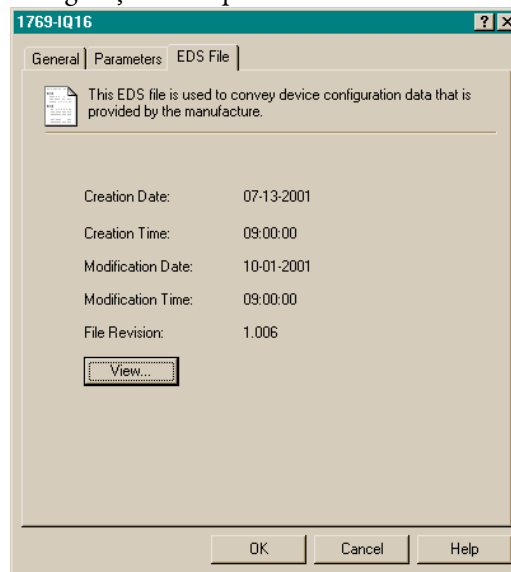 1769-IQ16
General Parameters EDS File
This EDS file is used to convey device configuration data that is
provided by the manufacture.
Creation Date: 07-13-2001
Creation Time: 09:00:00
Modification Date: 10-01-2001
Modification Time: 09:00:00
File Revision: 1.006
View...
OK Cancel Help